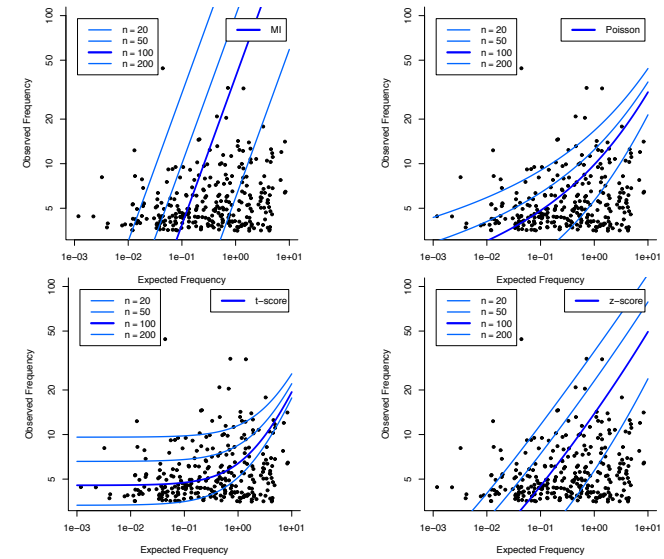 100
50
20
10
5
Observed Frequency
n = 20
n = 50
n = 100
n = 200
MI
1e−03
1e−02
1e−01
1e+00
1e+01
Expected Frequency
100
50
20
10
5
Observed Frequency
n = 20
n = 50
n = 100
n = 200
Poisson
1e−03
1e−02
1e−01
1e+00
1e+01
Expected Frequency
100
50
20
10
5
Observed Frequency
n = 20
n = 50
n = 100
n = 200
t−score
1e−03
1e−02
1e−01
1e+00
1e+01
Expected Frequency
100
50
20
10
5
Observed Frequency
n = 20
n = 50
n = 100
n = 200
z−score
1e−03
1e−02
1e−01
1e+00
1e+01
Expected Frequency